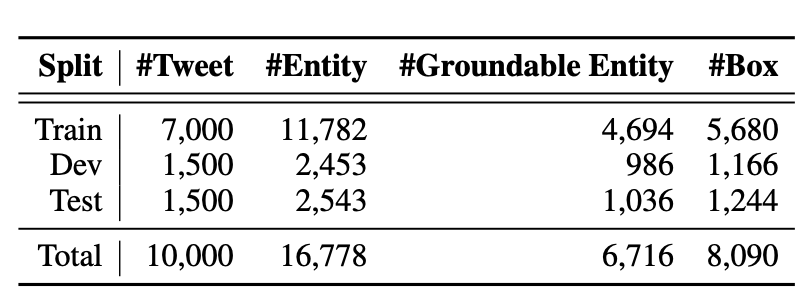 Split #Tweet #Entity #Groundable Entity #Box
Train 7,000 11,782 4,694 5,680
Dev 1,500 2,453 986 1,166
Test 1,500 2,543 1,036 1,244
Total 10,000 16,778 6,716 8,090